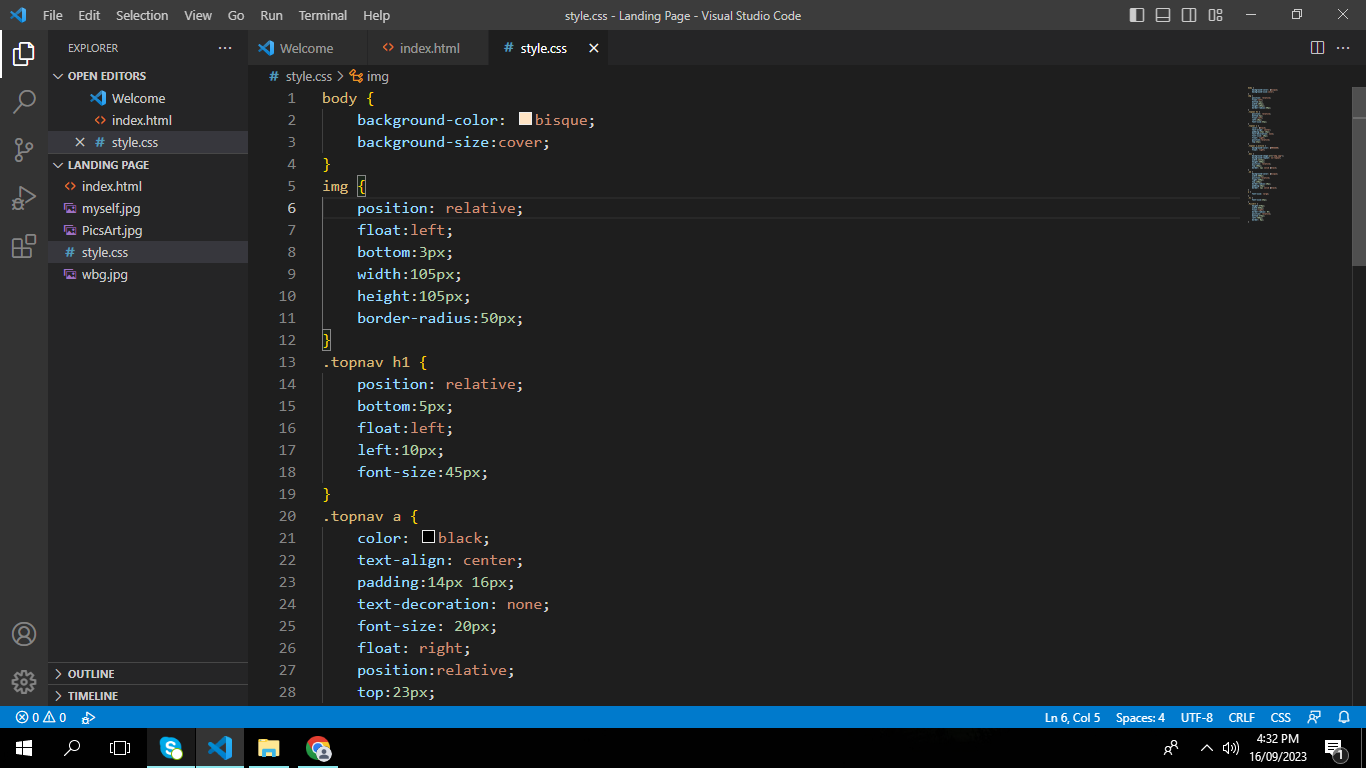 File Edit Selection View Go Run Terminal Help
style.css - Landing Page - Visual Studio Code
EXPLORER
OPEN EDITORS
Welcome
index.html
style.css
LANDING PAGE
index.html
myself.jpg
PicsArt.jpg
style.css
wbg.jpg
OUTLINE
TIMELINE
Welcome index.html style.css
style.css > img
1 body {
2 background-color: bisque;
3 background-size:cover;
4 }
5 img {
6 position: relative;
7 float:left;
8 bottom:3px;
9 width:105px;
10 height:105px;
11 border-radius:50px;
12 }
13 .topnav h1 {
14 position: relative;
15 bottom:5px;
16 float:left;
17 left:10px;
18 font-size:45px;
19 }
20 .topnav a {
21 color: black;
22 text-align: center;
23 padding:14px 16px;
24 text-decoration: none;
25 font-size: 20px;
26 float: right;
27 position:relative;
28 top:23px;
0 0 Ln 6, Col 5 Spaces: 4 UTF-8 CRLF CSS
4:32 PM
16/09/2023
1